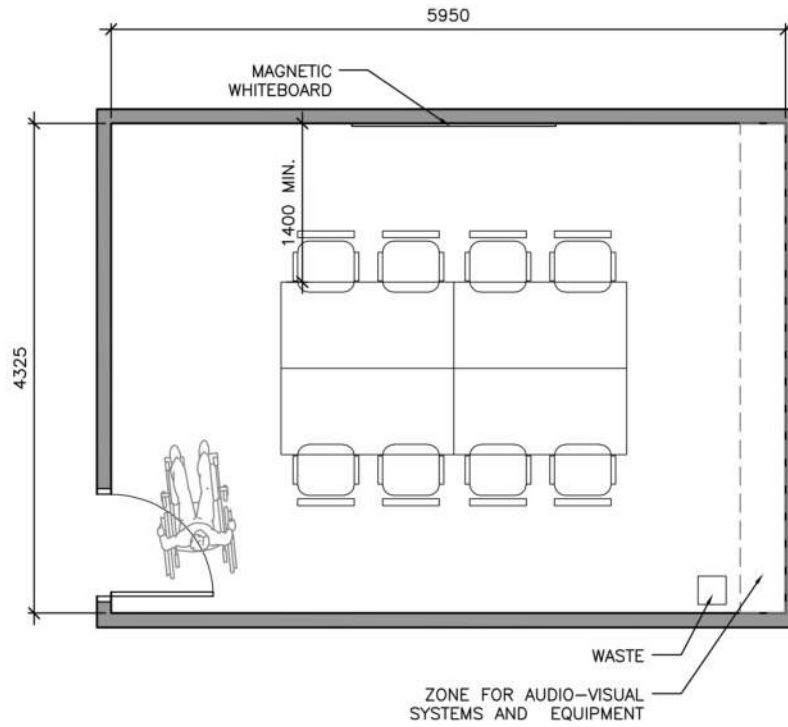 5950
MAGNETIC
WHITEBOARD
1400 MIN.
4325
WASTE
ZONE FOR AUDIO-VISUAL
SYSTEMS AND EQUIPMENT